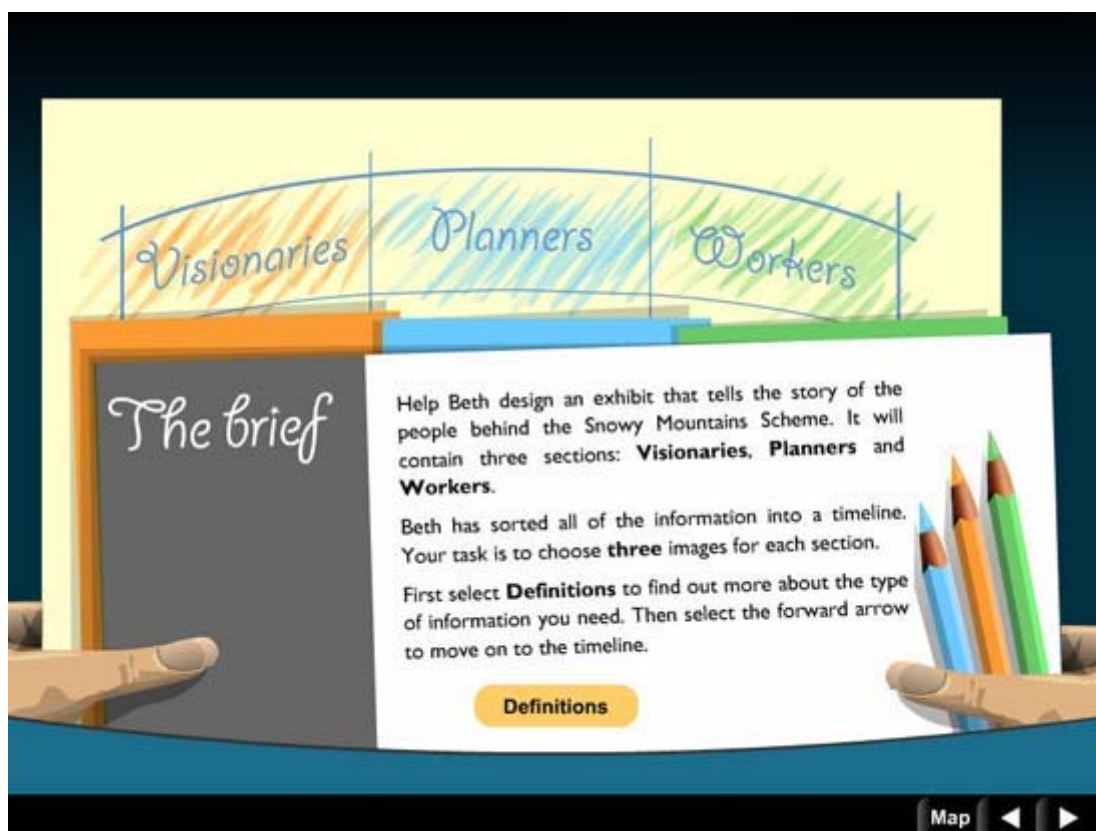 Visionaries
Planners
Workers
The brief
Help Beth design an exhibit that tells the story of the
people behind the Snowy Mountains Scheme. It will
contain three sections: Visionaries, Planners and
Workers.
Beth has sorted all of the information into a timeline.
Your task is to choose three images for each section.
First select Definitions to find out more about the type
of information you need. Then select the forward arrow
to move on to the timeline.
Definitions
Map